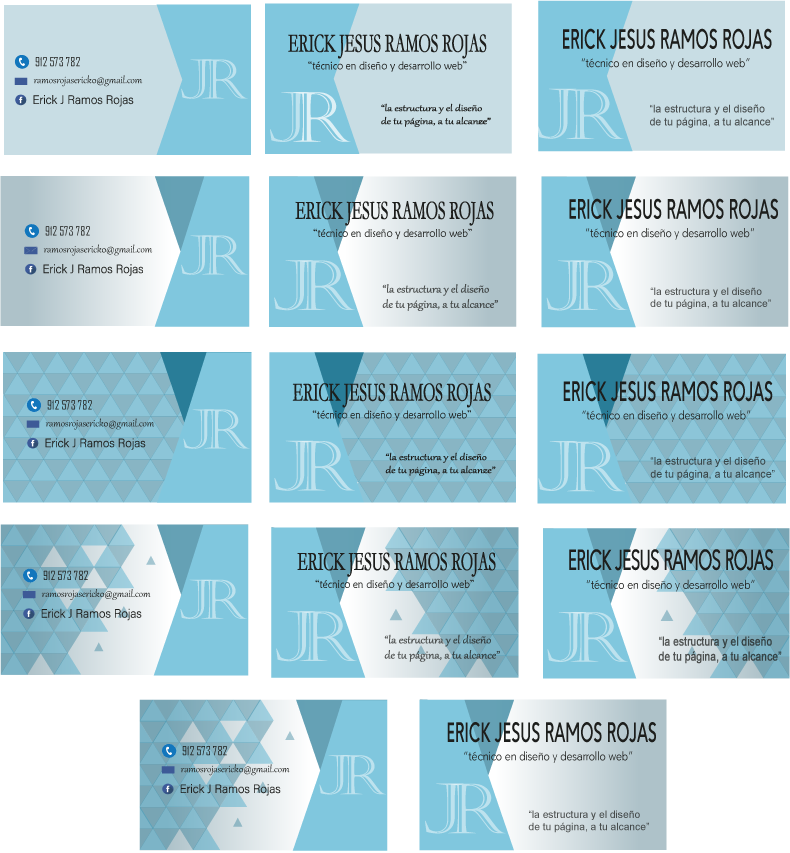 912 573 782
ramosrojasericko@gmail.com
Erick J Ramos Rojas
JR
ERICK JESUS RAMOS ROJAS
“técnico en diseño y desarrollo web”
JR
“la estructura y el diseño
de tu página, a tu alcance”
ERICK JESUS RAMOS ROJAS
“técnico en diseño y desarrollo web”
JR
“la estructura y el diseño
de tu página, a tu alcance”
912 573 782
ramosrojasericko@gmail.com
Erick J Ramos Rojas
JR
ERICK JESUS RAMOS ROJAS
“técnico en diseño y desarrollo web”
JR
“la estructura y el diseño
de tu página, a tu alcance”
ERICK JESUS RAMOS ROJAS
“técnico en diseño y desarrollo web”
JR
“la estructura y el diseño
de tu página, a tu alcance”
912 573 782
ramosrojasericko@gmail.com
Erick J Ramos Rojas
JR
ERICK JESUS RAMOS ROJAS
“técnico en diseño y desarrollo web”
JR
“la estructura y el diseño
de tu página, a tu alcance”
ERICK JESUS RAMOS ROJAS
“técnico en diseño y desarrollo web”
JR
“la estructura y el diseño
de tu página, a tu alcance”
912 573 782
ramosrojasericko@gmail.com
Erick J Ramos Rojas
JR
ERICK JESUS RAMOS ROJAS
“técnico en diseño y desarrollo web”
JR
“la estructura y el diseño
de tu página, a tu alcance”
ERICK JESUS RAMOS ROJAS
“técnico en diseño y desarrollo web”
JR
“la estructura y el diseño
de tu página, a tu alcance”
912 573 782
ramosrojasericko@gmail.com
Erick J Ramos Rojas
JR
ERICK JESUS RAMOS ROJAS
“técnico en diseño y desarrollo web”
JR
“la estructura y el diseño
de tu página, a tu alcance”